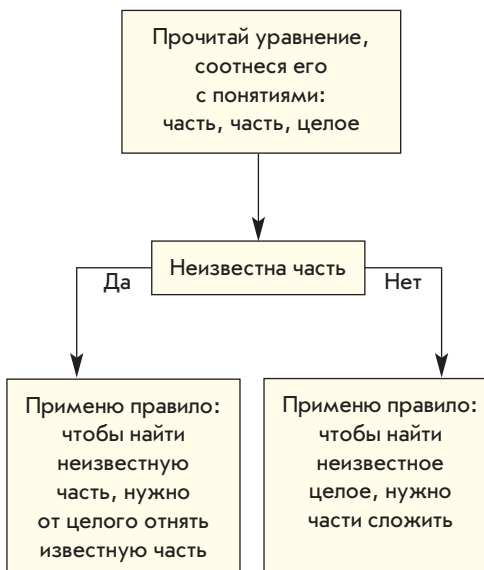 Прочитай уравнение,
соотнеся его
с понятиями:
часть, часть, целое
Неизвестна часть
Да
Нет
Применю правило:
чтобы найти
неизвестную
часть, нужно
от целого отнять
известную часть
Применю правило:
чтобы найти
неизвестное
целое, нужно
части сложить